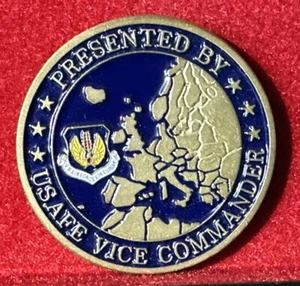 PRESENTED BY
USAFE VICE COMMANDER